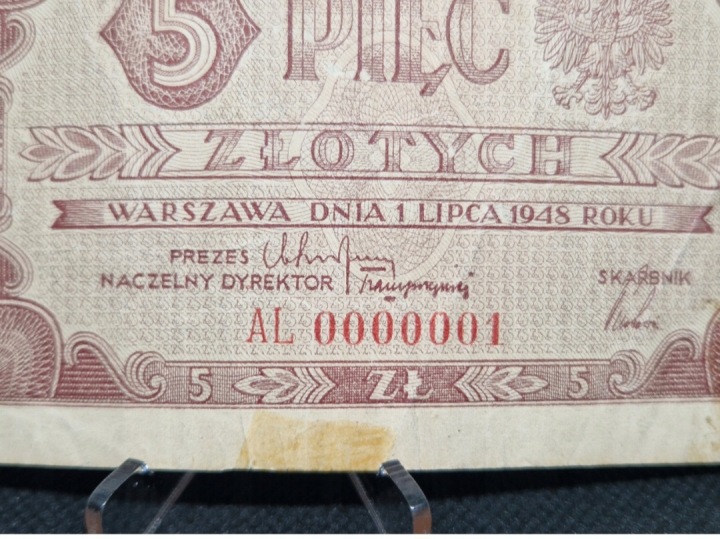 5 PIĘĆ
ZŁOTYCH
WARSZAWA DNIA 1 LIPCA 1948 ROKU
PREZES
NACZELNY DYREKTOR
SKARBNIK
AL 0000001
5 ZŁ 5